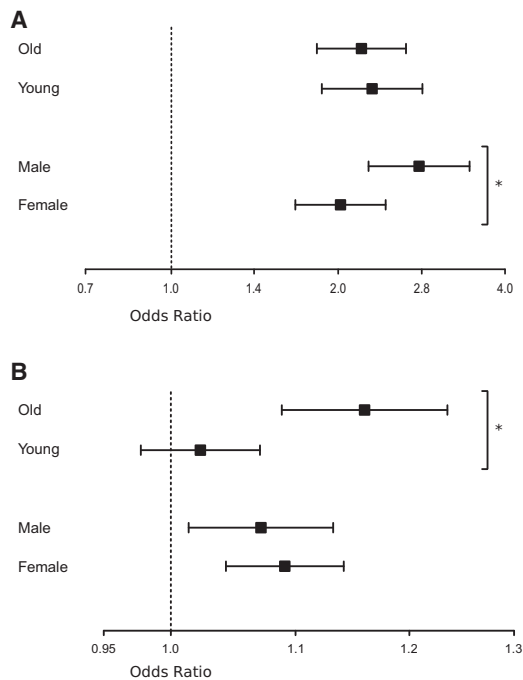 A
Old
Young
Male
*
Female
0.7 1.0 1.4 2.0 2.8 4.0
Odds Ratio
B
Old
*
Young
Male
Female
0.95 1.0 1.1 1.2 1.3
Odds Ratio